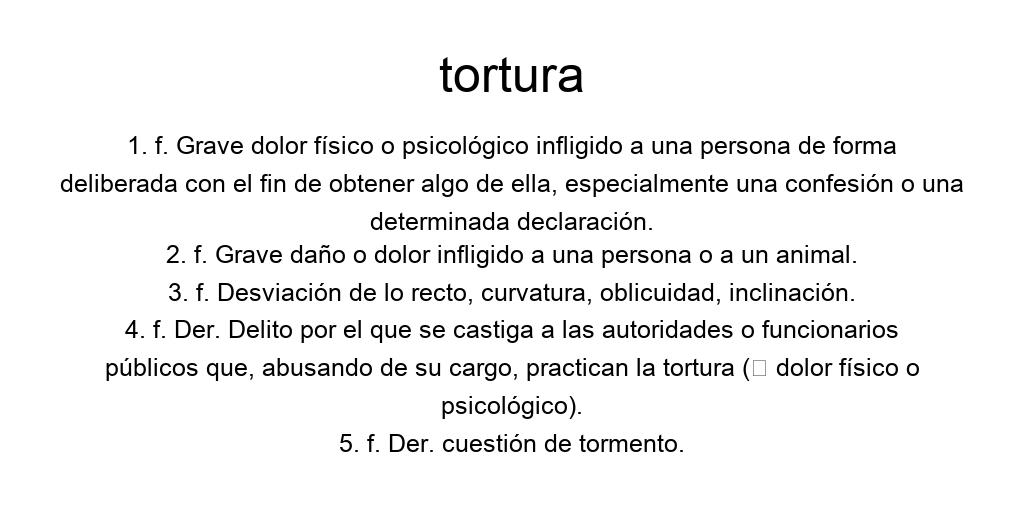 tortura
1. f. Grave dolor físico o psicológico infligido a una persona de forma
deliberada con el fin de obtener algo de ella, especialmente una confesión o una
determinada declaración.
2. f. Grave daño o dolor infligido a una persona o a un animal.
3. f. Desviación de lo recto, curvatura, oblicuidad, inclinación.
4. f. Der. Delito por el que se castiga a las autoridades o funcionarios
públicos que, abusando de su cargo, practican la tortura (□ dolor físico o
psicológico).
5. f. Der. cuestión de tormento.